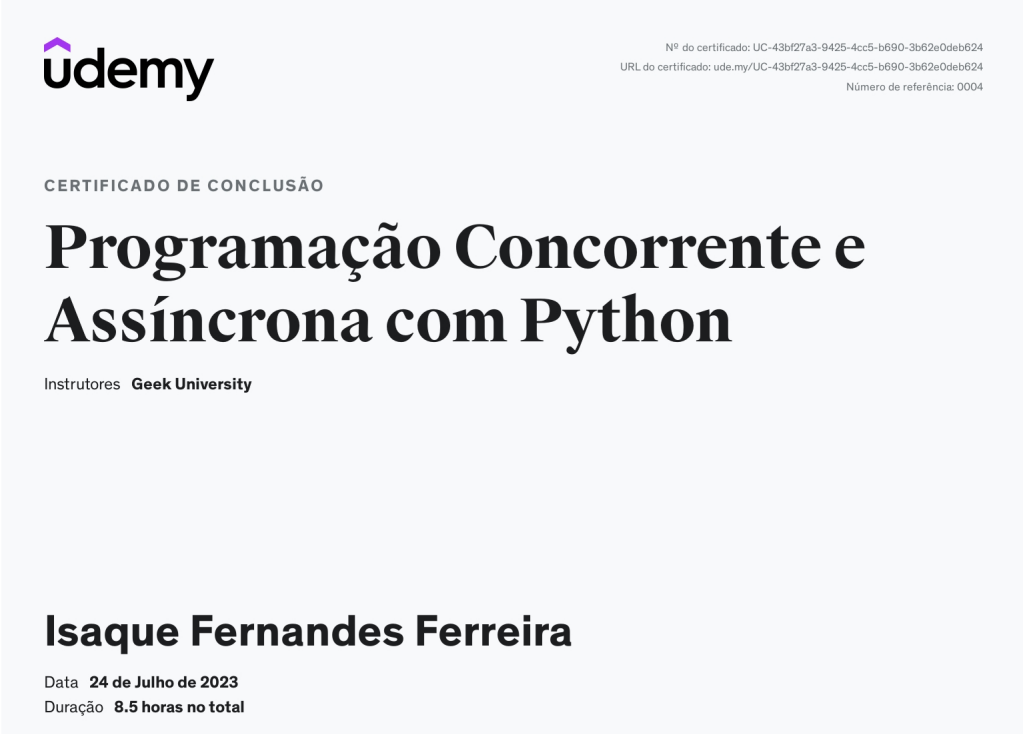 udemy
Nº do certificado: UC-43bf27a3-9425-4cc5-b690-3b62e0deb624
URL do certificado: ude.my/UC-43bf27a3-9425-4cc5-b690-3b62e0deb624
Número de referência: 0004
CERTIFICADO DE CONCLUSÃO
Programação Concorrente e
Assíncrona com Python
Instrutores Geek University
Isaque Fernandes Ferreira
Data 24 de Julho de 2023
Duração 8.5 horas no total